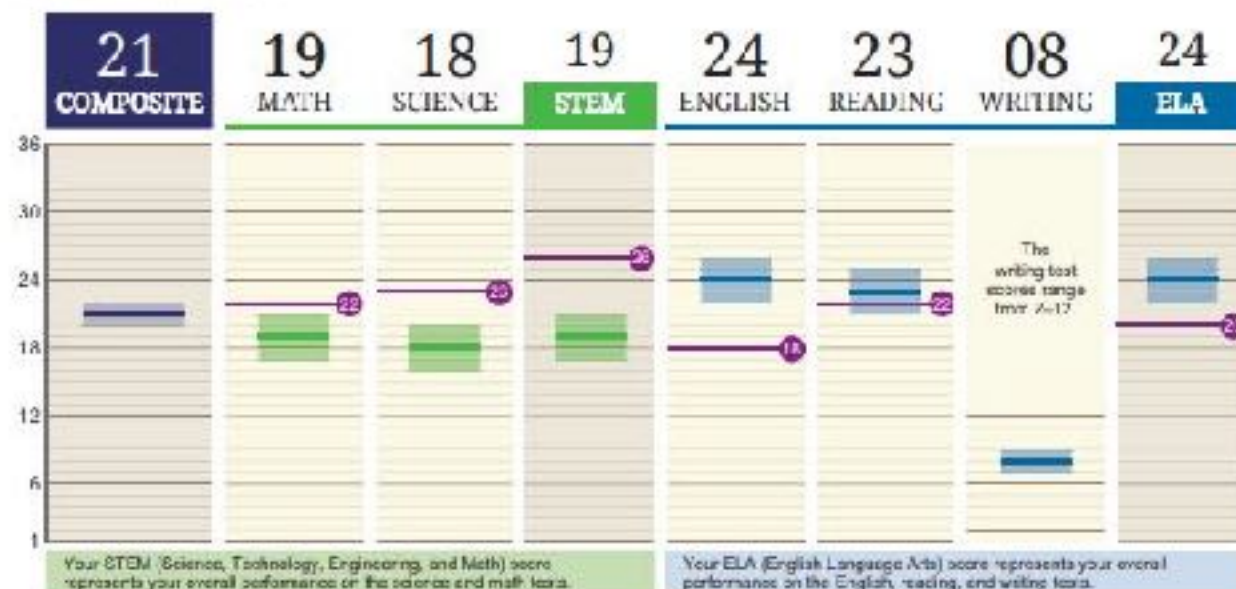 21 19 18 19 24 23 08 24
COMPOSITE MATH SCIENCE STEM ENGLISH READING WRITING ELA
36
30
24
18
12
6
1
22
23
26
18
22
The
writing test
scores range
from 2-12
Your STEM (Science, Technology, Engineering, and Math) score
represents your overall performance on the science and math tests.
Your ELA (English Language Arts) score represents your overall
performance on the English, reading, and writing tests.